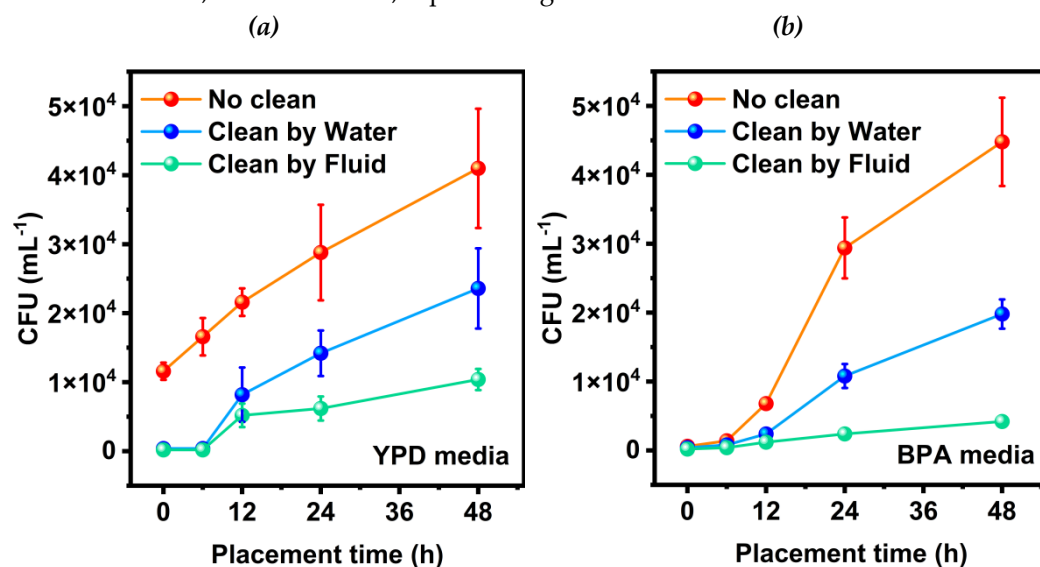 (a)
(b)
No clean
Clean by Water
Clean by Fluid
5×10⁴
4×10⁴
3×10⁴
2×10⁴
1×10⁴
0
CFU (mL⁻¹)
YPD media
0 12 24 36 48
Placement time (h)
No clean
Clean by Water
Clean by Fluid
5×10⁴
4×10⁴
3×10⁴
2×10⁴
1×10⁴
0
CFU (mL⁻¹)
BPA media
0 12 24 36 48
Placement time (h)